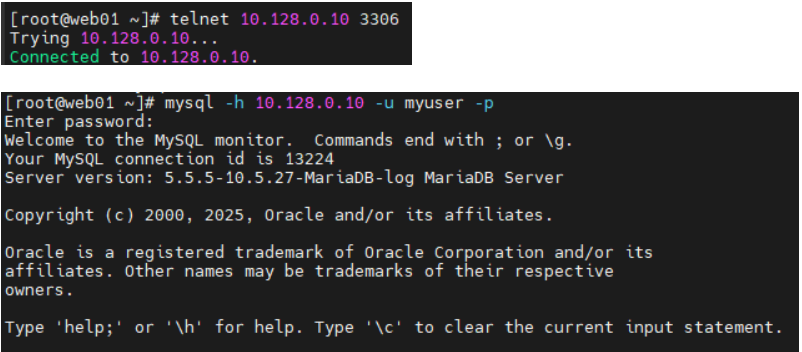 [root@web01 ~]# telnet 10.128.0.10 3306
Trying 10.128.0.10...
Connected to 10.128.0.10.
[root@web01 ~]# mysql -h 10.128.0.10 -u myuser -p
Enter password:
Welcome to the MySQL monitor.  Commands end with ; or \g.
Your MySQL connection id is 13224
Server version: 5.5.5-10.5.27-MariaDB-log MariaDB Server
Copyright (c) 2000, 2025, Oracle and/or its affiliates.
Oracle is a registered trademark of Oracle Corporation and/or its
affiliates. Other names may be trademarks of their respective
owners.
Type 'help;' or '\h' for help. Type '\c' to clear the current input statement.